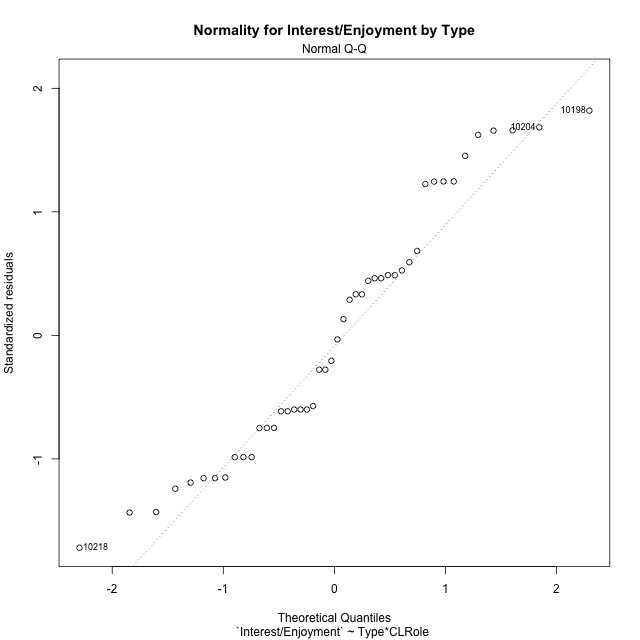 Normality for Interest/Enjoyment by Type
Normal Q-Q
2
1
0
-1
Standardized residuals
10198
10204
10218
-2 -1 0 1 2
Theoretical Quantiles
`Interest/Enjoyment` ~ Type*CLRole